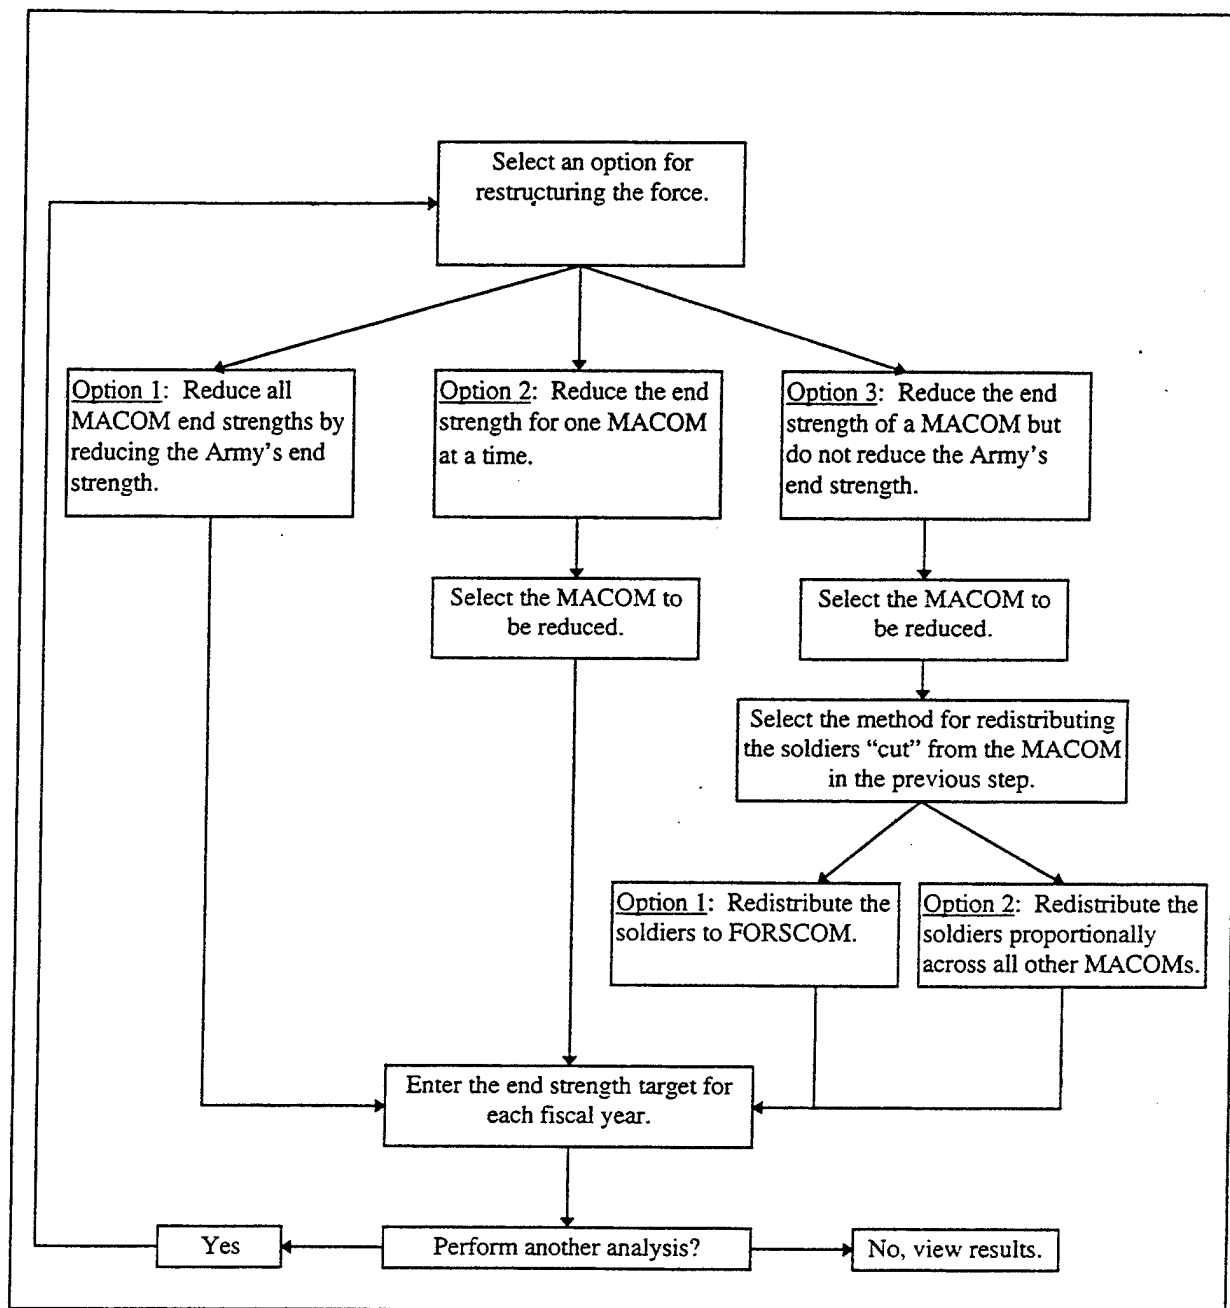 Select an option for
restructuring the force.
Option 1: Reduce all
MACOM end strengths by
reducing the Army's end
strength.
Option 2: Reduce the end
strength for one MACOM
at a time.
Option 3: Reduce the end
strength of a MACOM but
do not reduce the Army's
end strength.
Select the MACOM to
be reduced.
Select the MACOM to
be reduced.
Select the method for redistributing
the soldiers “cut” from the MACOM
in the previous step.
Option 1: Redistribute the
soldiers to FORSCOM.
Option 2: Redistribute the
soldiers proportionally
across all other MACOMs.
Enter the end strength target for
each fiscal year.
Yes
Perform another analysis?
No, view results.